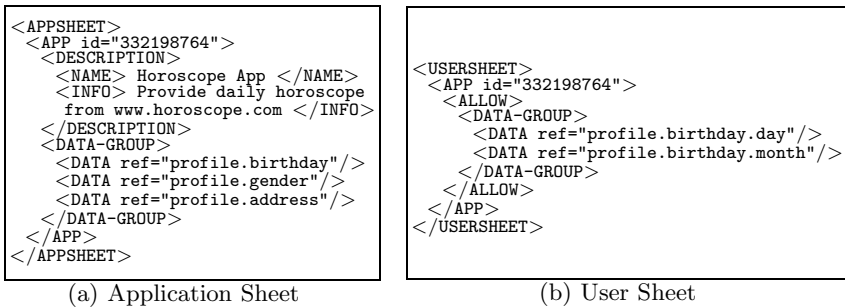 <APPSHEET>
<APP id="332198764">
<DESCRIPTION>
<NAME> Horoscope App </NAME>
<INFO> Provide daily horoscope
from www.horoscope.com </INFO>
</DESCRIPTION>
<DATA-GROUP>
<DATA ref="profile.birthday"/>
<DATA ref="profile.gender"/>
<DATA ref="profile.address"/>
</DATA-GROUP>
</APP>
</APPSHEET>
(a) Application Sheet
<USERSHEET>
<APP id="332198764">
<ALLOW>
<DATA-GROUP>
<DATA ref="profile.birthday.day"/>
<DATA ref="profile.birthday.month"/>
</DATA-GROUP>
</ALLOW>
</APP>
</USERSHEET>
(b) User Sheet